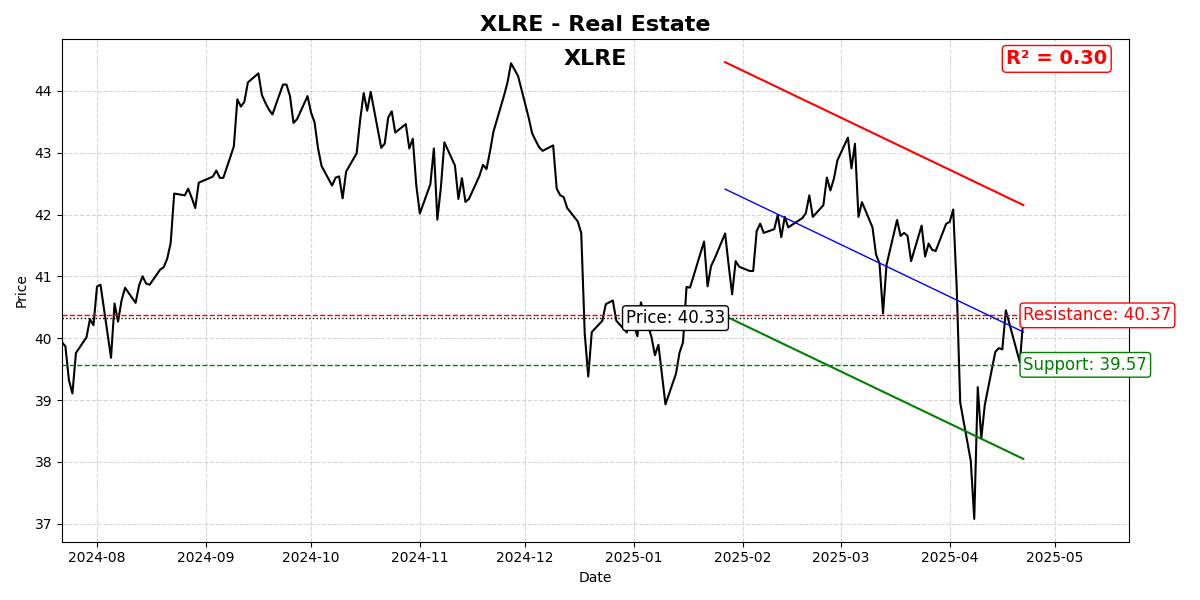 XLRE - Real Estate
XLRE
R² = 0.30
Price
44
43
42
41
40
39
38
37
Price: 40.33
Resistance: 40.37
Support: 39.57
2024-08
2024-09
2024-10
2024-11
2024-12
2025-01
2025-02
2025-03
2025-04
2025-05
Date